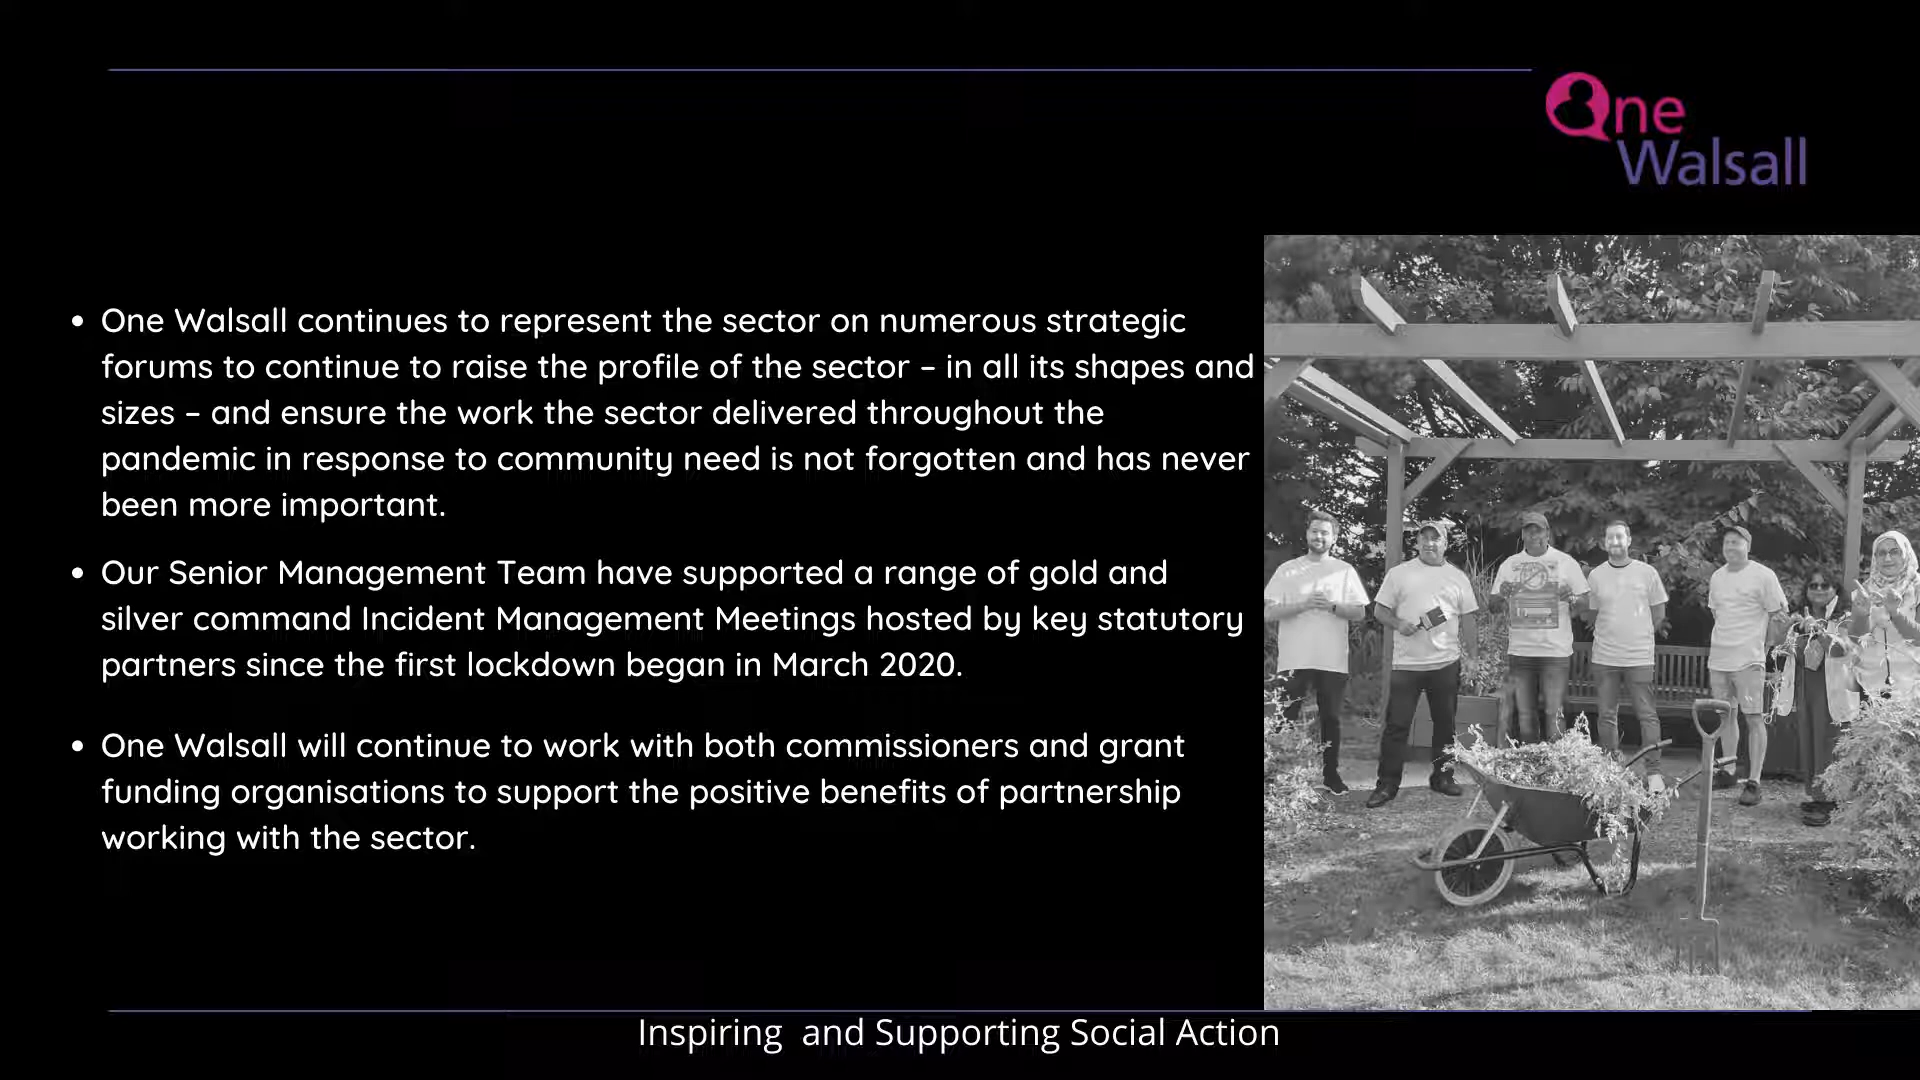 One
Walsall
• One Walsall continues to represent the sector on numerous strategic
forums to continue to raise the profile of the sector – in all its shapes and
sizes – and ensure the work the sector delivered throughout the
pandemic in response to community need is not forgotten and has never
been more important.
• Our Senior Management Team have supported a range of gold and
silver command Incident Management Meetings hosted by key statutory
partners since the first lockdown began in March 2020.
• One Walsall will continue to work with both commissioners and grant
funding organisations to support the positive benefits of partnership
working with the sector.
Inspiring  and Supporting Social Action